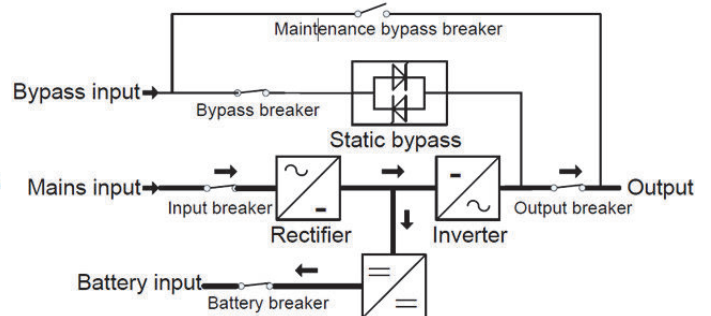 Maintenance bypass breaker
Bypass input
Bypass breaker
Static bypass
Mains input
Input breaker
Rectifier
Inverter
Output breaker
Output
Battery input
Battery breaker